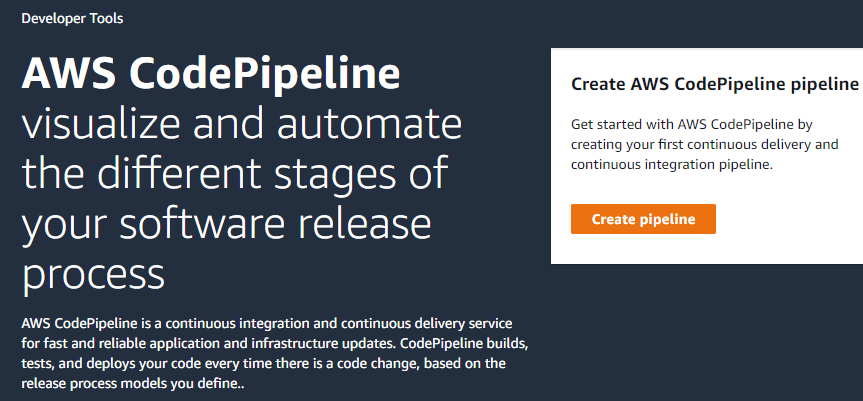 Developer Tools
AWS CodePipeline
visualize and automate
the different stages of
your software release
process
AWS CodePipeline is a continuous integration and continuous delivery service
for fast and reliable application and infrastructure updates. CodePipeline builds,
tests, and deploys your code every time there is a code change, based on the
release process models you define..
Create AWS CodePipeline pipeline
Get started with AWS CodePipeline by
creating your first continuous delivery and
continuous integration pipeline.
Create pipeline